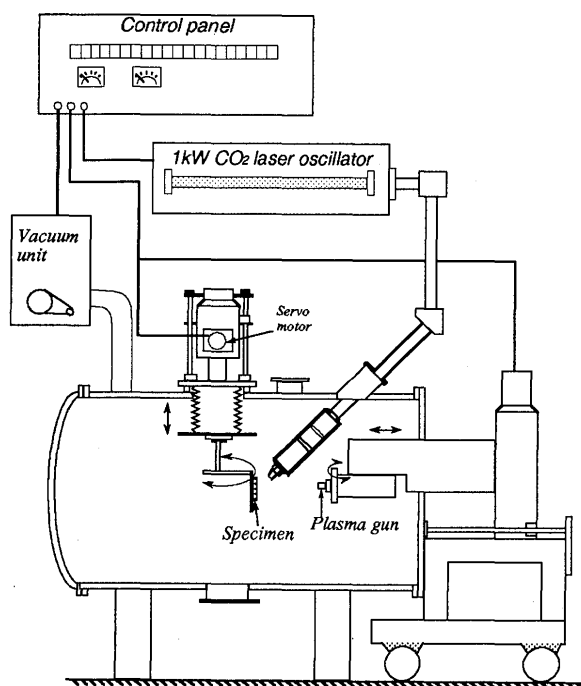 Control panel
1kW CO₂ laser oscillator
Vacuum
unit
Servo
motor
Specimen
Plasma gun